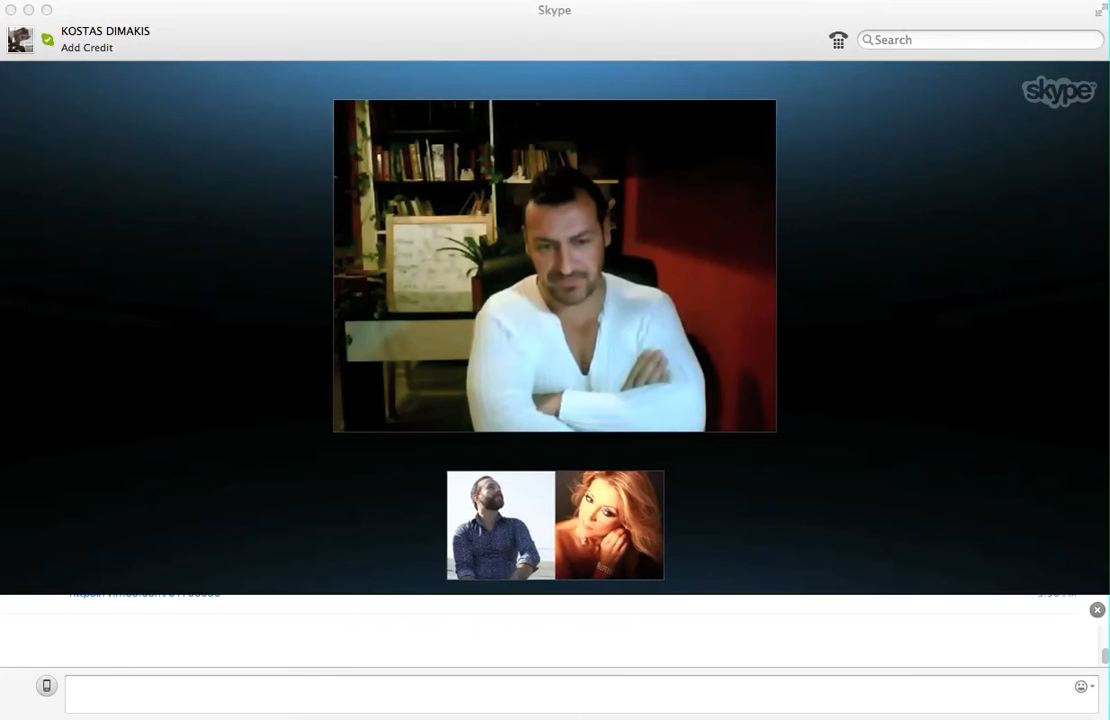 Skype
KOSTAS DIMAKIS
Add Credit
Search
skype